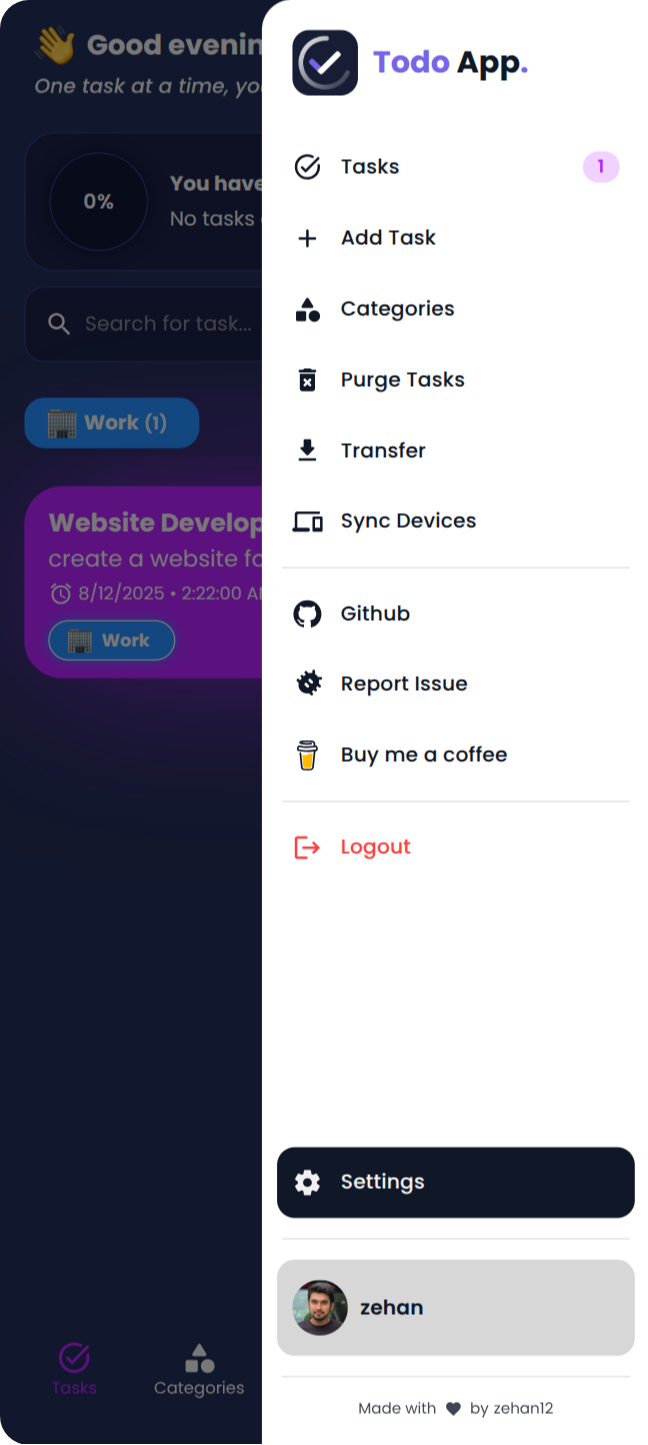 Good evenin
One task at a time, yo
0%
You have
No tasks
Search for task...
Work (1)
Website Develop
create a website fo
8/12/2025 • 2:22:00 AM
Work
Tasks
Categories
Todo App.
Tasks
1
Add Task
Categories
Purge Tasks
Transfer
Sync Devices
Github
Report Issue
Buy me a coffee
Logout
Settings
zehan
Made with ♥ by zehan12